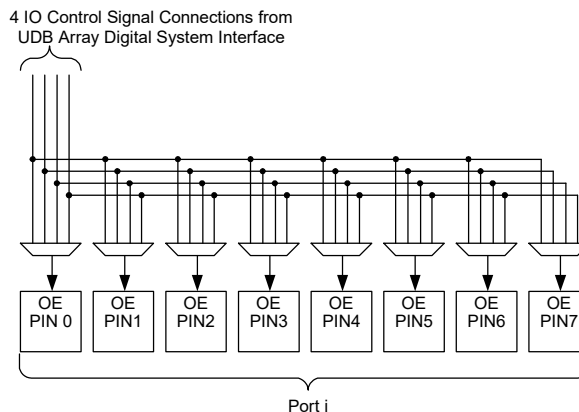 4 IO Control Signal Connections from
UDB Array Digital System Interface
OE OE OE OE OE OE OE OE
PIN 0 PIN1 PIN2 PIN3 PIN4 PIN5 PIN6 PIN7
Port i